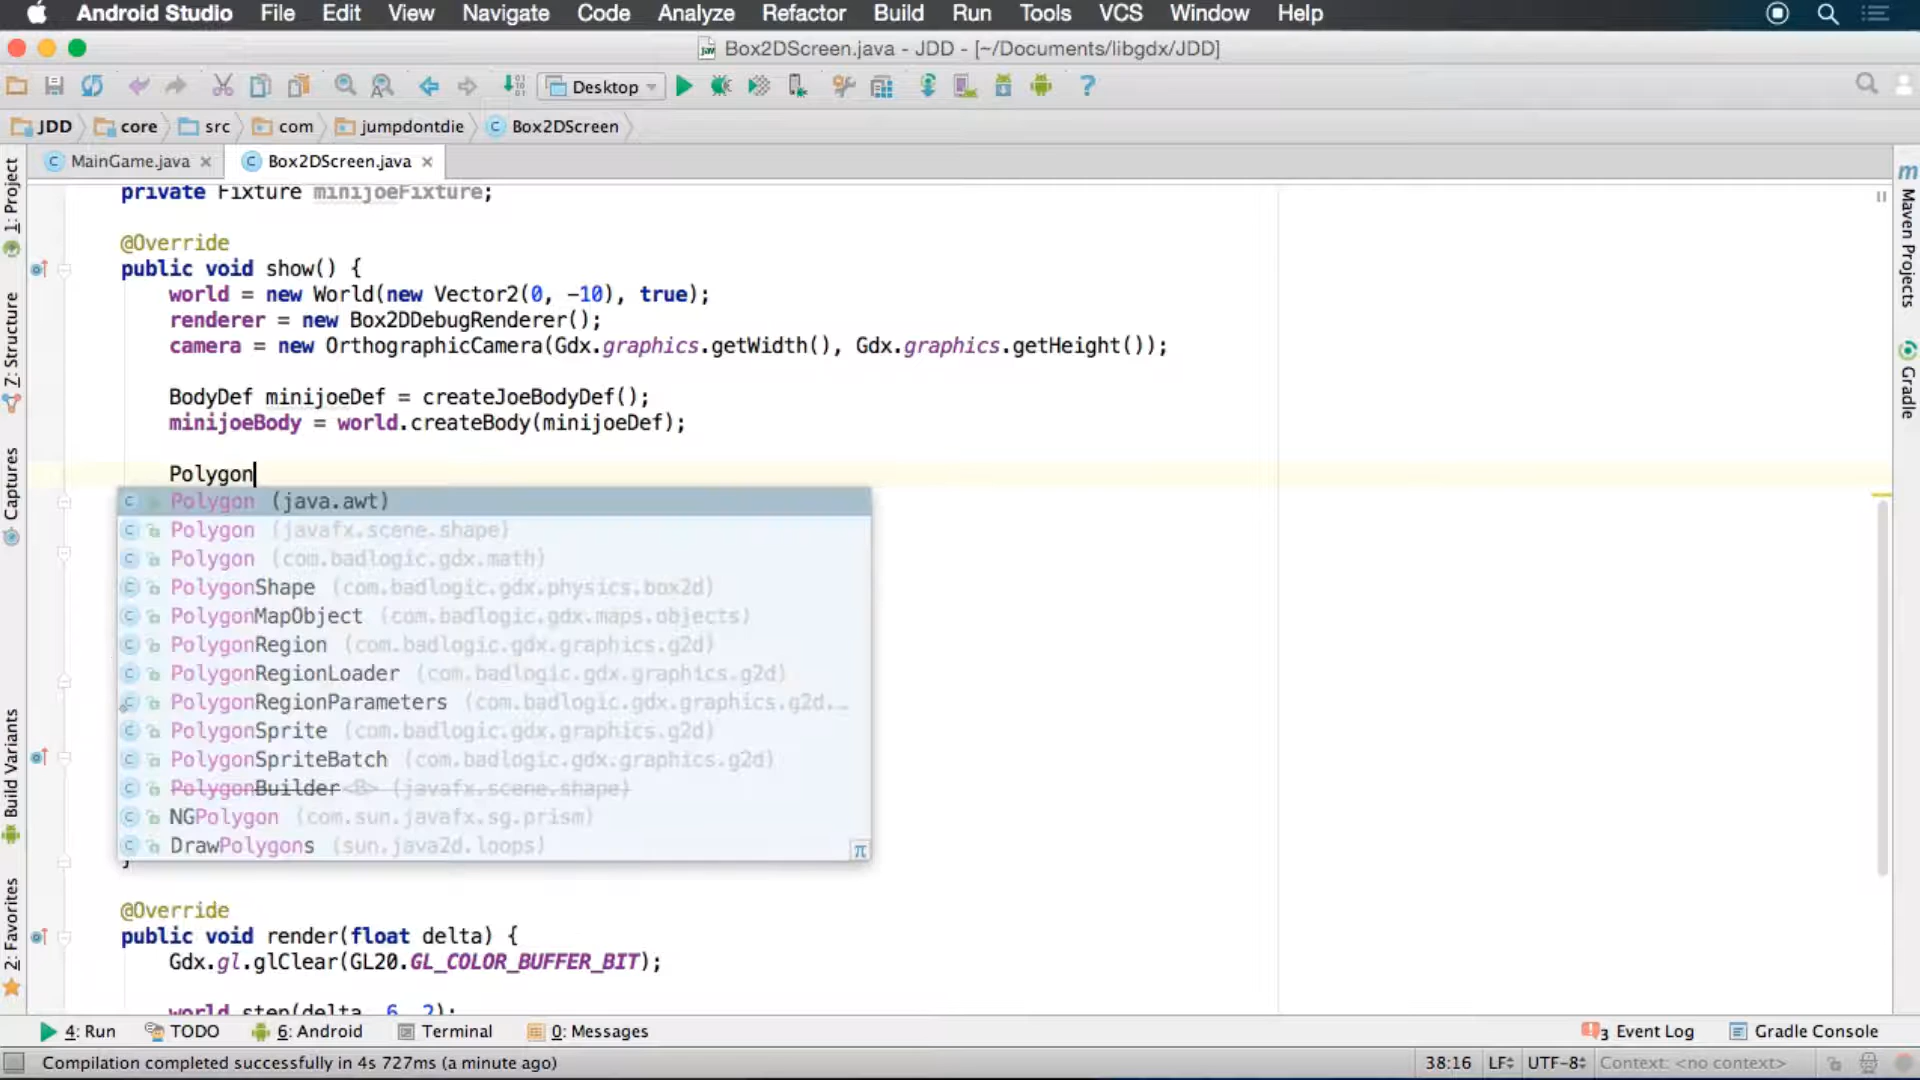 Android Studio File Edit View Navigate Code Analyze Refactor Build Run Tools VCS Window Help
Box2DScreen.java - JDD - [~/Documents/libgdx/JDD]
Desktop
JDD core src com jumpdontdie Box2DScreen
MainGame.java Box2DScreen.java
1: Project
7: Structure
Captures
Build Variants
2: Favorites
private Fixture minijoeFixture;
@Override
public void show() {
world = new World(new Vector2(0, -10), true);
renderer = new Box2DDebugRenderer();
camera = new OrthographicCamera(Gdx.graphics.getWidth(), Gdx.graphics.getHeight());
BodyDef minijoeDef = createJoeBodyDef();
minijoeBody = world.createBody(minijoeDef);
Polygon
Polygon (java.awt)
Polygon (javafx.scene.shape)
Polygon (com.badlogic.gdx.math)
PolygonShape (com.badlogic.gdx.physics.box2d)
PolygonMapObject (com.badlogic.gdx.maps.objects)
PolygonRegion (com.badlogic.gdx.graphics.g2d)
PolygonRegionLoader (com.badlogic.gdx.graphics.g2d)
PolygonRegionParameters (com.badlogic.gdx.graphics.g2d...
PolygonSprite (com.badlogic.gdx.graphics.g2d)
PolygonSpriteBatch (com.badlogic.gdx.graphics.g2d)
PolygonBuilder<B> (javafx.scene.shape)
NGPolygon (com.sun.javafx.sg.prism)
DrawPolygons (sun.java2d.loops)
π
}
@Override
public void render(float delta) {
Gdx.gl.glClear(GL20.GL_COLOR_BUFFER_BIT);
world.step(delta, 6, 2);
m Maven Projects
Gradle
4: Run TODO 6: Android Terminal 0: Messages 3 Event Log Gradle Console
Compilation completed successfully in 4s 727ms (a minute ago) 38:16 LF UTF-8 Context: <no context>